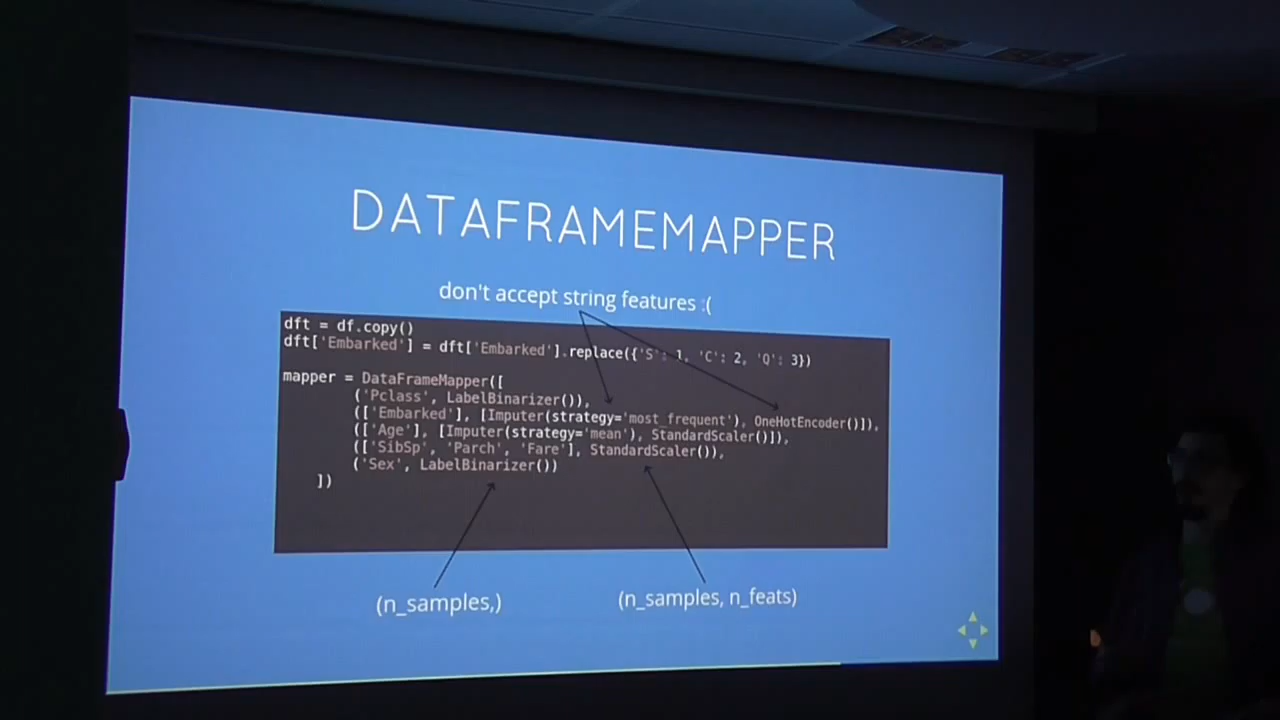 DATAFRAMEMAPPER
don't accept string features :(
dft = df.copy()
dft['Embarked'] = dft['Embarked'].replace({'S': 1, 'C': 2, 'Q': 3})
mapper = DataFrameMapper([
('Pclass', LabelBinarizer()),
(['Embarked'], [Imputer(strategy='most_frequent'), OneHotEncoder()]),
(['Age'], [Imputer(strategy='mean'), StandardScaler()]),
(['SibSp', 'Parch', 'Fare'], StandardScaler()),
('Sex', LabelBinarizer())
])
(n_samples,)
(n_samples, n_feats)